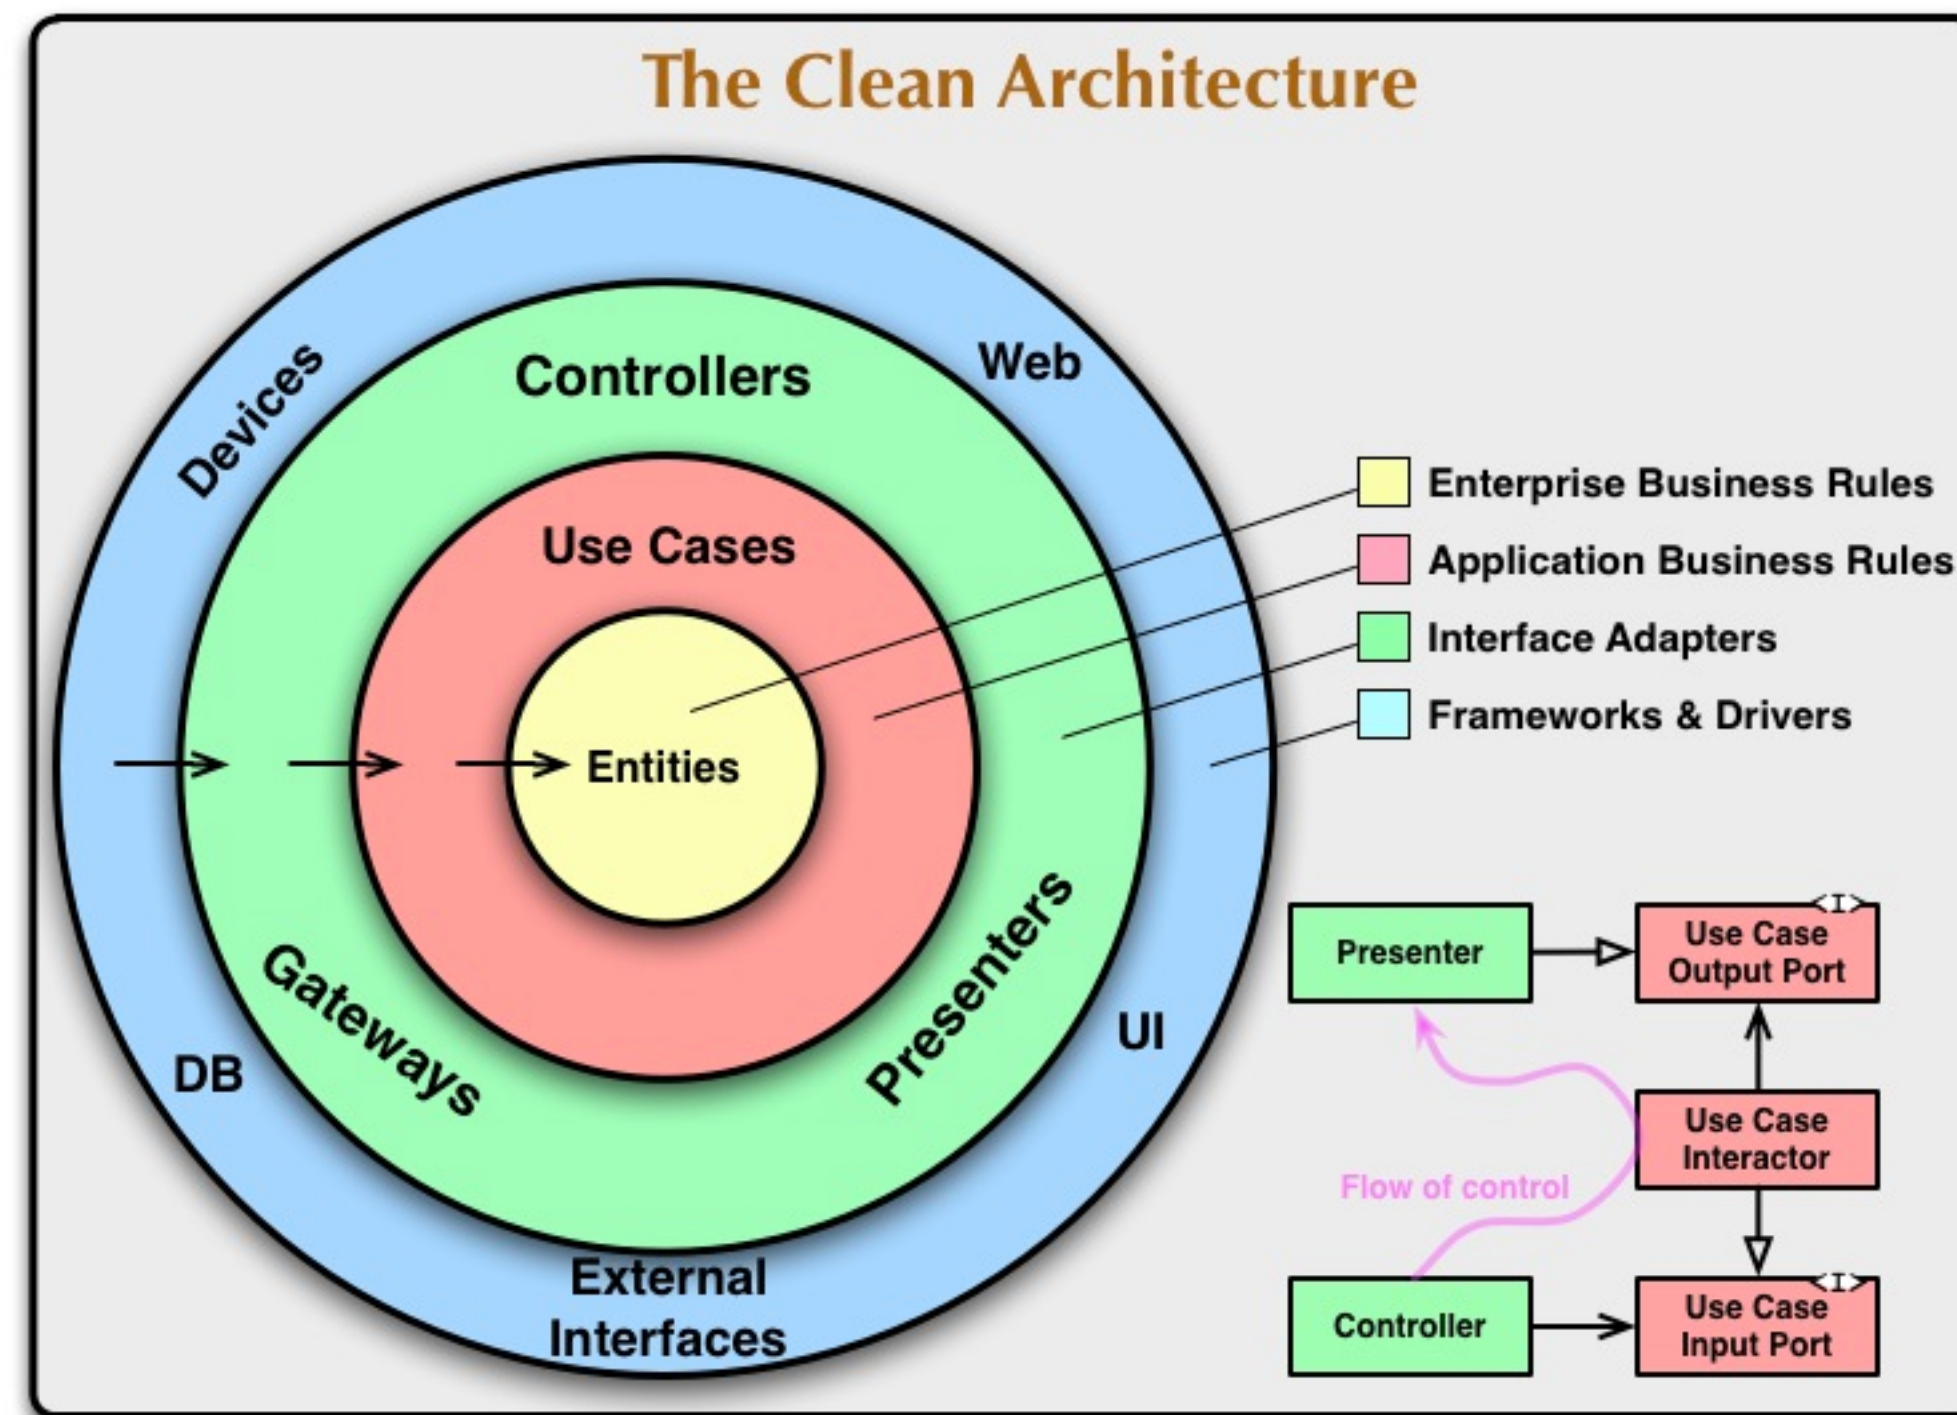 The Clean Architecture
Devices
Web
Controllers
Use Cases
Entities
Gateways
Presenters
DB
UI
External
Interfaces
Enterprise Business Rules
Application Business Rules
Interface Adapters
Frameworks & Drivers
Presenter
<I>
Use Case
Output Port
Use Case
Interactor
Flow of control
Controller
<I>
Use Case
Input Port